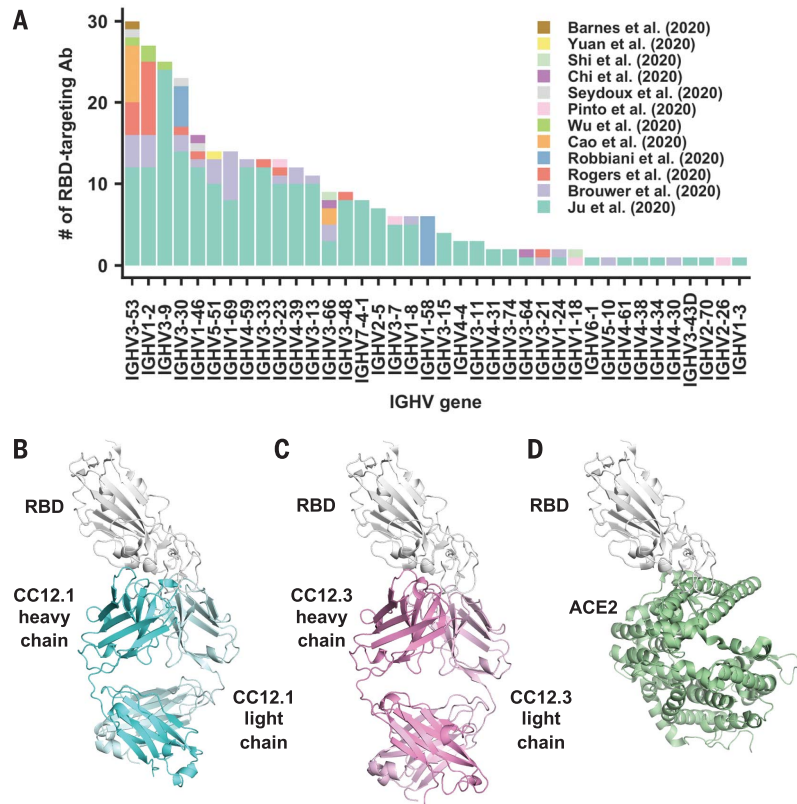 A
# of RBD-targeting Ab
30
20
10
0
Barnes et al. (2020)
Yuan et al. (2020)
Shi et al. (2020)
Chi et al. (2020)
Seydoux et al. (2020)
Pinto et al. (2020)
Wu et al. (2020)
Cao et al. (2020)
Robbiani et al. (2020)
Rogers et al. (2020)
Brouwer et al. (2020)
Ju et al. (2020)
IGHV3-53
IGHV1-2
IGHV3-9
IGHV3-30
IGHV1-46
IGHV5-51
IGHV1-69
IGHV4-59
IGHV3-33
IGHV3-23
IGHV4-39
IGHV3-13
IGHV3-66
IGHV3-48
IGHV7-4-1
IGHV2-5
IGHV3-7
IGHV1-8
IGHV1-58
IGHV3-15
IGHV4-4
IGHV3-11
IGHV4-31
IGHV3-74
IGHV3-64
IGHV3-21
IGHV1-24
IGHV1-18
IGHV6-1
IGHV5-10
IGHV4-61
IGHV4-38
IGHV4-34
IGHV4-30
IGHV3-43D
IGHV2-70
IGHV2-26
IGHV1-3
IGHV gene
B
RBD
CC12.1
heavy
chain
CC12.1
light
chain
C
RBD
CC12.3
heavy
chain
CC12.3
light
chain
D
RBD
ACE2